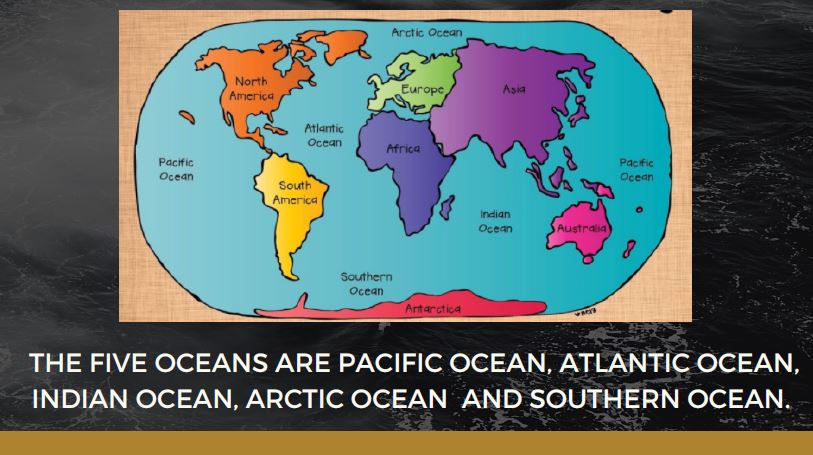 Arctic Ocean
North
America
Europe
Asia
Atlantic
Ocean
Africa
Pacific
Ocean
Pacific
Ocean
South
America
Indian
Ocean
Australia
Southern
Ocean
Antarctica
THE FIVE OCEANS ARE PACIFIC OCEAN, ATLANTIC OCEAN,
INDIAN OCEAN, ARCTIC OCEAN AND SOUTHERN OCEAN.